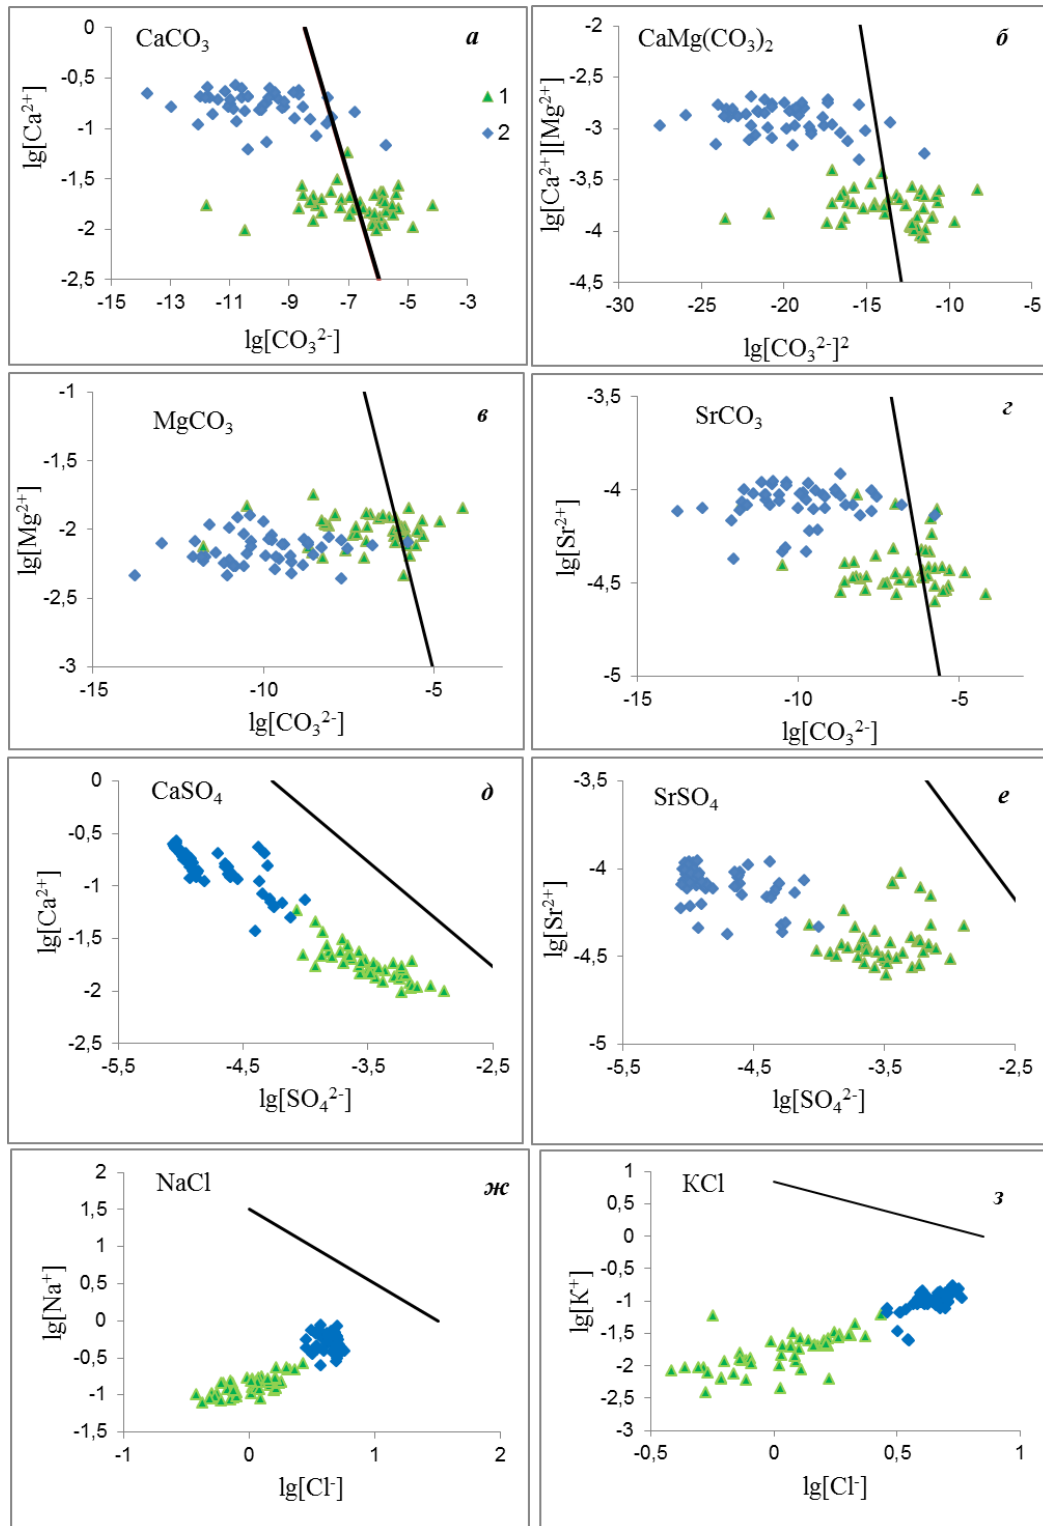 CaCO₃
а
lg[Ca²⁺]
0
-0,5
-1
-1,5
-2
-2,5
-15 -13 -11 -9 -7 -5 -3
lg[CO₃²⁻]
1
2
CaMg(CO₃)₂
б
lg[Ca²⁺][Mg²⁺]
-2
-2,5
-3
-3,5
-4
-4,5
-30 -25 -20 -15 -10 -5
lg[CO₃²⁻]²
MgCO₃
в
lg[Mg²⁺]
-1
-1,5
-2
-2,5
-3
-15 -10 -5
lg[CO₃²⁻]
SrCO₃
г
lg[Sr²⁺]
-3,5
-4
-4,5
-5
-15 -10 -5
lg[CO₃²⁻]
CaSO₄
д
lg[Ca²⁺]
0
-0,5
-1
-1,5
-2
-2,5
-5,5 -4,5 -3,5 -2,5
lg[SO₄²⁻]
SrSO₄
е
lg[Sr²⁺]
-3,5
-4
-4,5
-5
-5,5 -4,5 -3,5 -2,5
lg[SO₄²⁻]
NaCl
ж
lg[Na⁺]
2
1,5
1
0,5
0
-0,5
-1
-1,5
-1 0 1 2
lg[Cl⁻]
KCl
з
lg[K⁺]
1
0,5
0
-0,5
-1
-1,5
-2
-2,5
-3
-0,5 0 0,5 1
lg[Cl⁻]